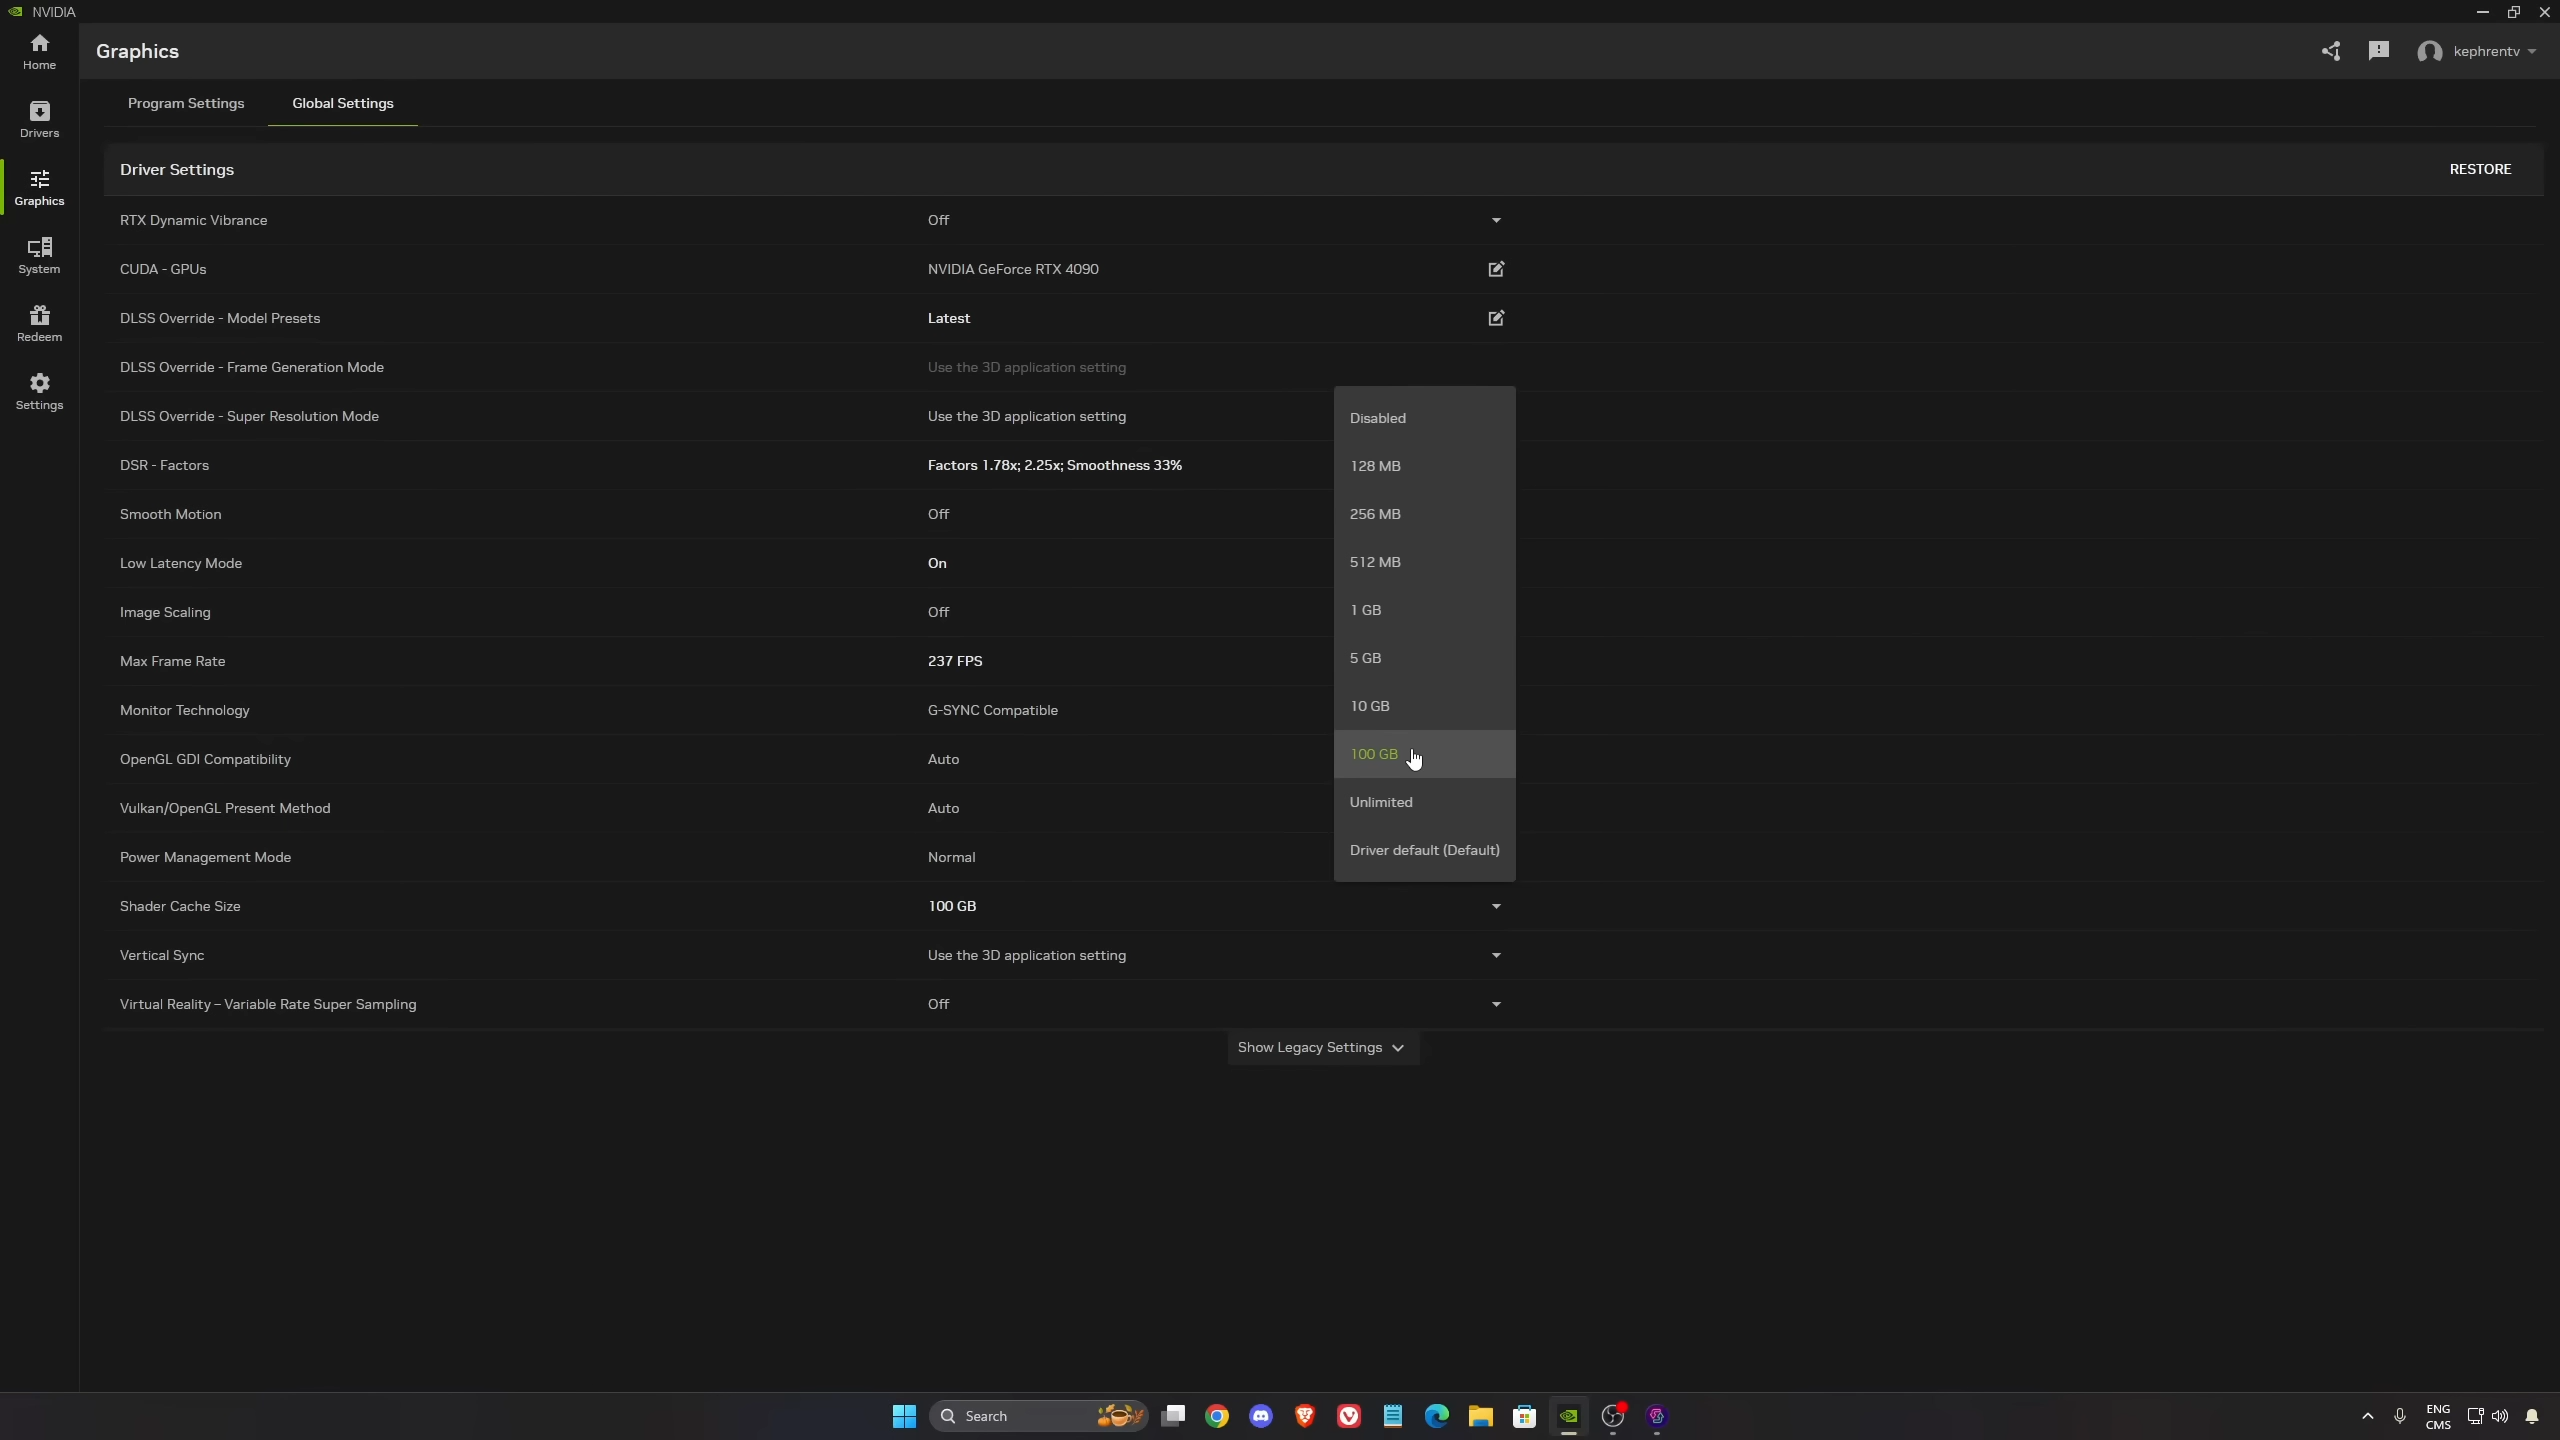 NVIDIA
Home
Graphics
kephrentv
Program Settings
Global Settings
Drivers
Driver Settings
RESTORE
Graphics
RTX Dynamic Vibrance
Off
CUDA - GPUs
NVIDIA GeForce RTX 4090
System
DLSS Override - Model Presets
Latest
Redeem
DLSS Override - Frame Generation Mode
Use the 3D application setting
Settings
DLSS Override - Super Resolution Mode
Use the 3D application setting
DSR - Factors
Factors 1.78x; 2.25x; Smoothness 33%
Smooth Motion
Off
Low Latency Mode
On
Image Scaling
Off
Max Frame Rate
237 FPS
Monitor Technology
G-SYNC Compatible
OpenGL GDI Compatibility
Auto
Vulkan/OpenGL Present Method
Auto
Power Management Mode
Normal
Disabled
128 MB
256 MB
512 MB
1 GB
5 GB
10 GB
100 GB
Unlimited
Driver default (Default)
Shader Cache Size
100 GB
Vertical Sync
Use the 3D application setting
Virtual Reality – Variable Rate Super Sampling
Off
Show Legacy Settings
Search
ENG
CMS